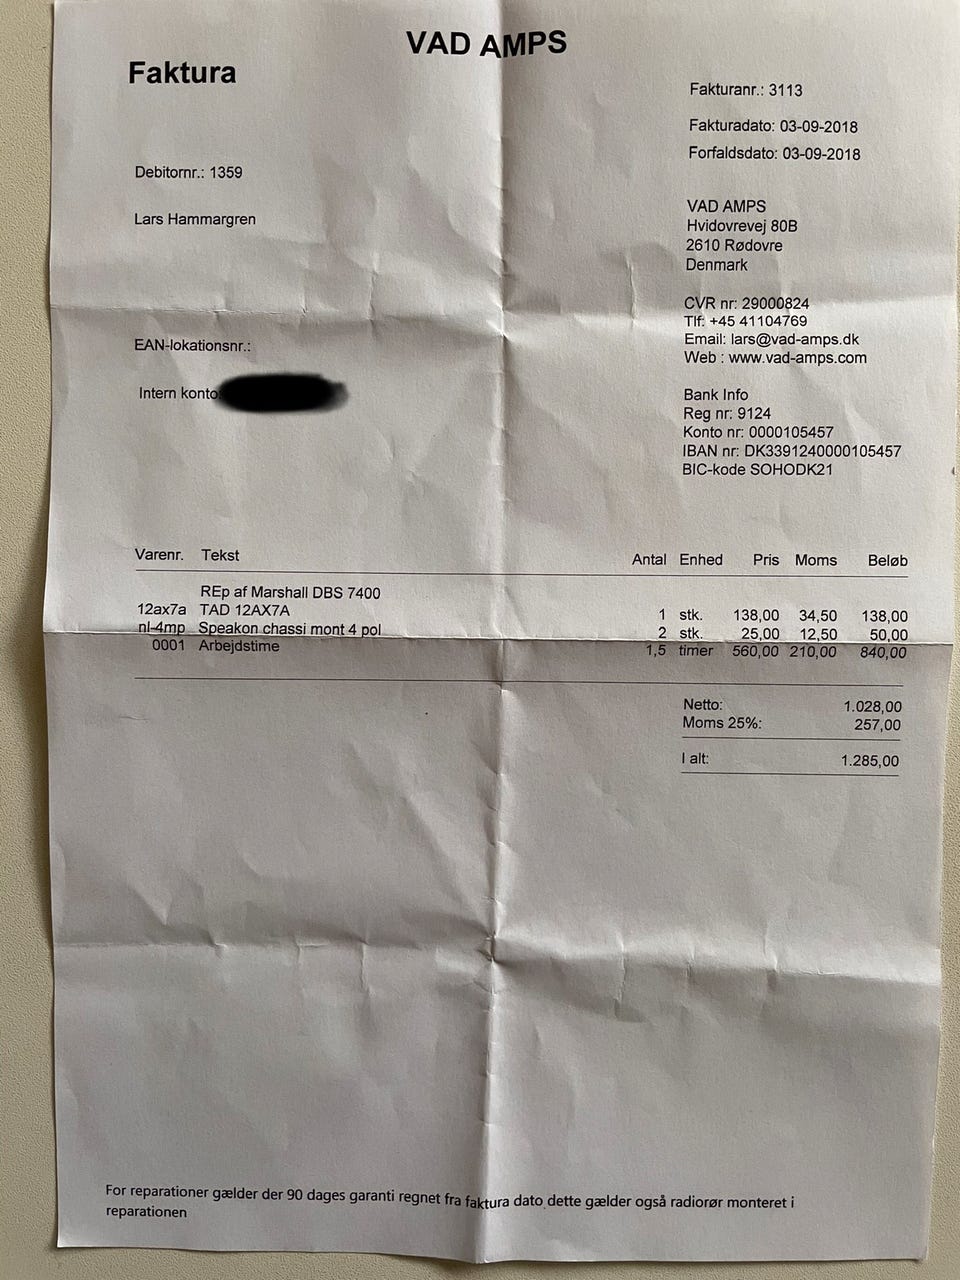 VAD AMPS
Faktura
Fakturanr.: 3113
Fakturadato: 03-09-2018
Forfaldsdato: 03-09-2018
Debitornr.: 1359
Lars Hammargren
VAD AMPS
Hvidovrevej 80B
2610 Rødovre
Denmark
CVR nr: 29000824
Tlf: +45 41104769
Email: lars@vad-amps.dk
Web : www.vad-amps.com
EAN-lokationsnr.:
Intern konto:
Bank Info
Reg nr: 9124
Konto nr: 0000105457
IBAN nr: DK3391240000105457
BIC-kode SOHODK21
Varenr. Tekst Antal Enhed Pris Moms Beløb
REp af Marshall DBS 7400
12ax7a TAD 12AX7A 1 stk. 138,00 34,50 138,00
nl-4mp Speakon chassi mont 4 pol 2 stk. 25,00 12,50 50,00
0001 Arbejdstime 1,5 timer 560,00 210,00 840,00
Netto: 1.028,00
Moms 25%: 257,00
I alt: 1.285,00
For reparationer gælder der 90 dages garanti regnet fra faktura dato dette gælder også radiorør monteret i
reparationen